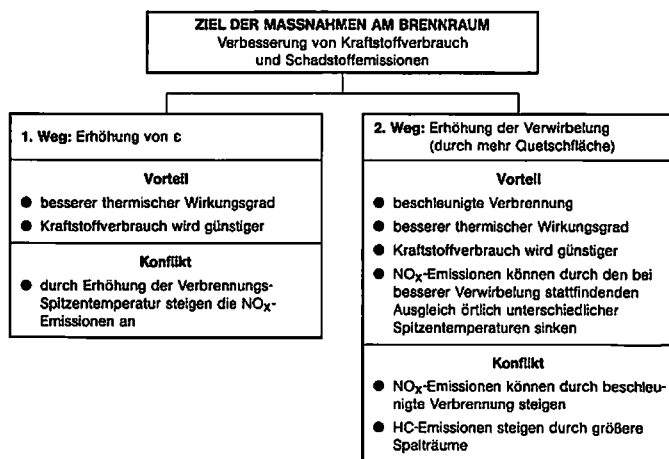 ZIEL DER MASSNAHMEN AM BRENNRAUM
Verbesserung von Kraftstoffverbrauch
und Schadstoffemissionen
1. Weg: Erhöhung von ε
Vorteil
● besserer thermischer Wirkungsgrad
● Kraftstoffverbrauch wird günstiger
Konflikt
● durch Erhöhung der Verbrennungs-
Spitzentemperatur steigen die NOX-
Emissionen an
2. Weg: Erhöhung der Verwirbelung
(durch mehr Quetschfläche)
Vorteil
● beschleunigte Verbrennung
● besserer thermischer Wirkungsgrad
● Kraftstoffverbrauch wird günstiger
● NOX-Emissionen können durch den bei
besserer Verwirbelung stattfindenden
Ausgleich örtlich unterschiedlicher
Spitzentemperaturen sinken
Konflikt
● NOX-Emissionen können durch beschleu-
nigte Verbrennung steigen
● HC-Emissionen steigen durch größere
Spalträume